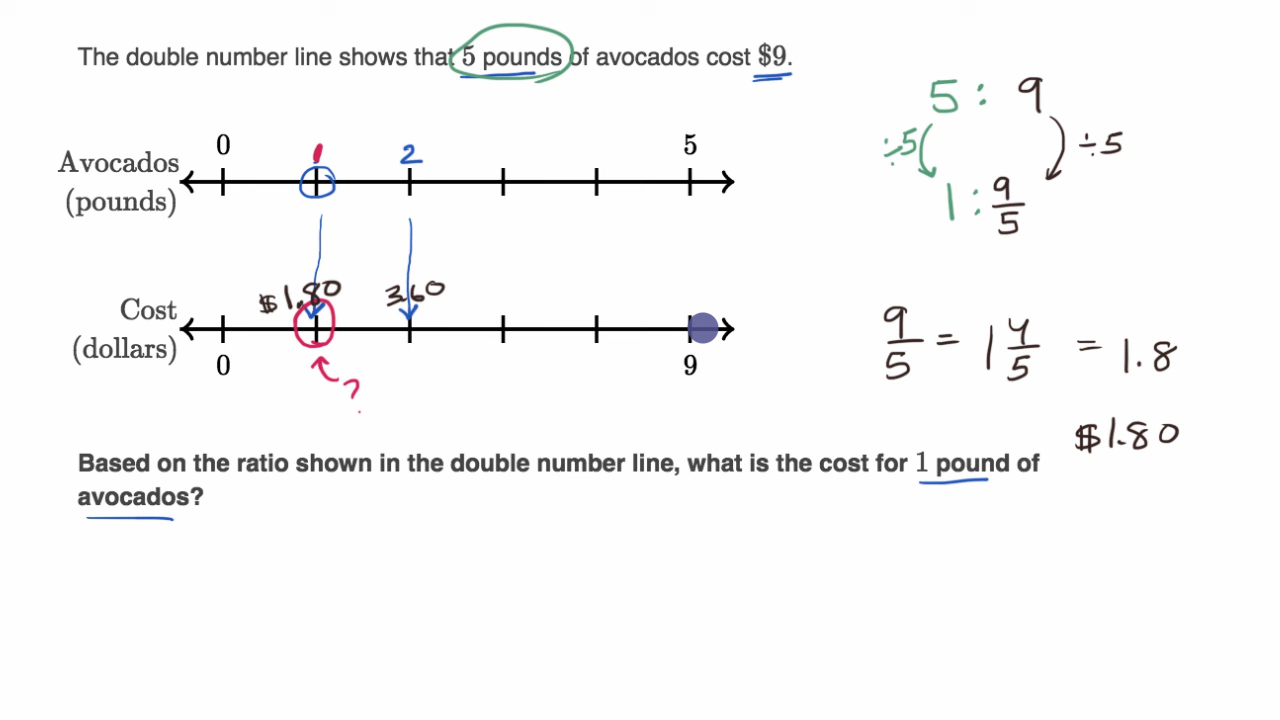 The double number line shows that 5 pounds of avocados cost $9.
5 : 9
÷5 ÷5
1 : 9/5
0 1 2 5
Avocados
(pounds)
$1.80 3.60
Cost
(dollars)
0 9
?
9/5 = 1 4/5 = 1.8
$1.80
Based on the ratio shown in the double number line, what is the cost for 1 pound of
avocados?